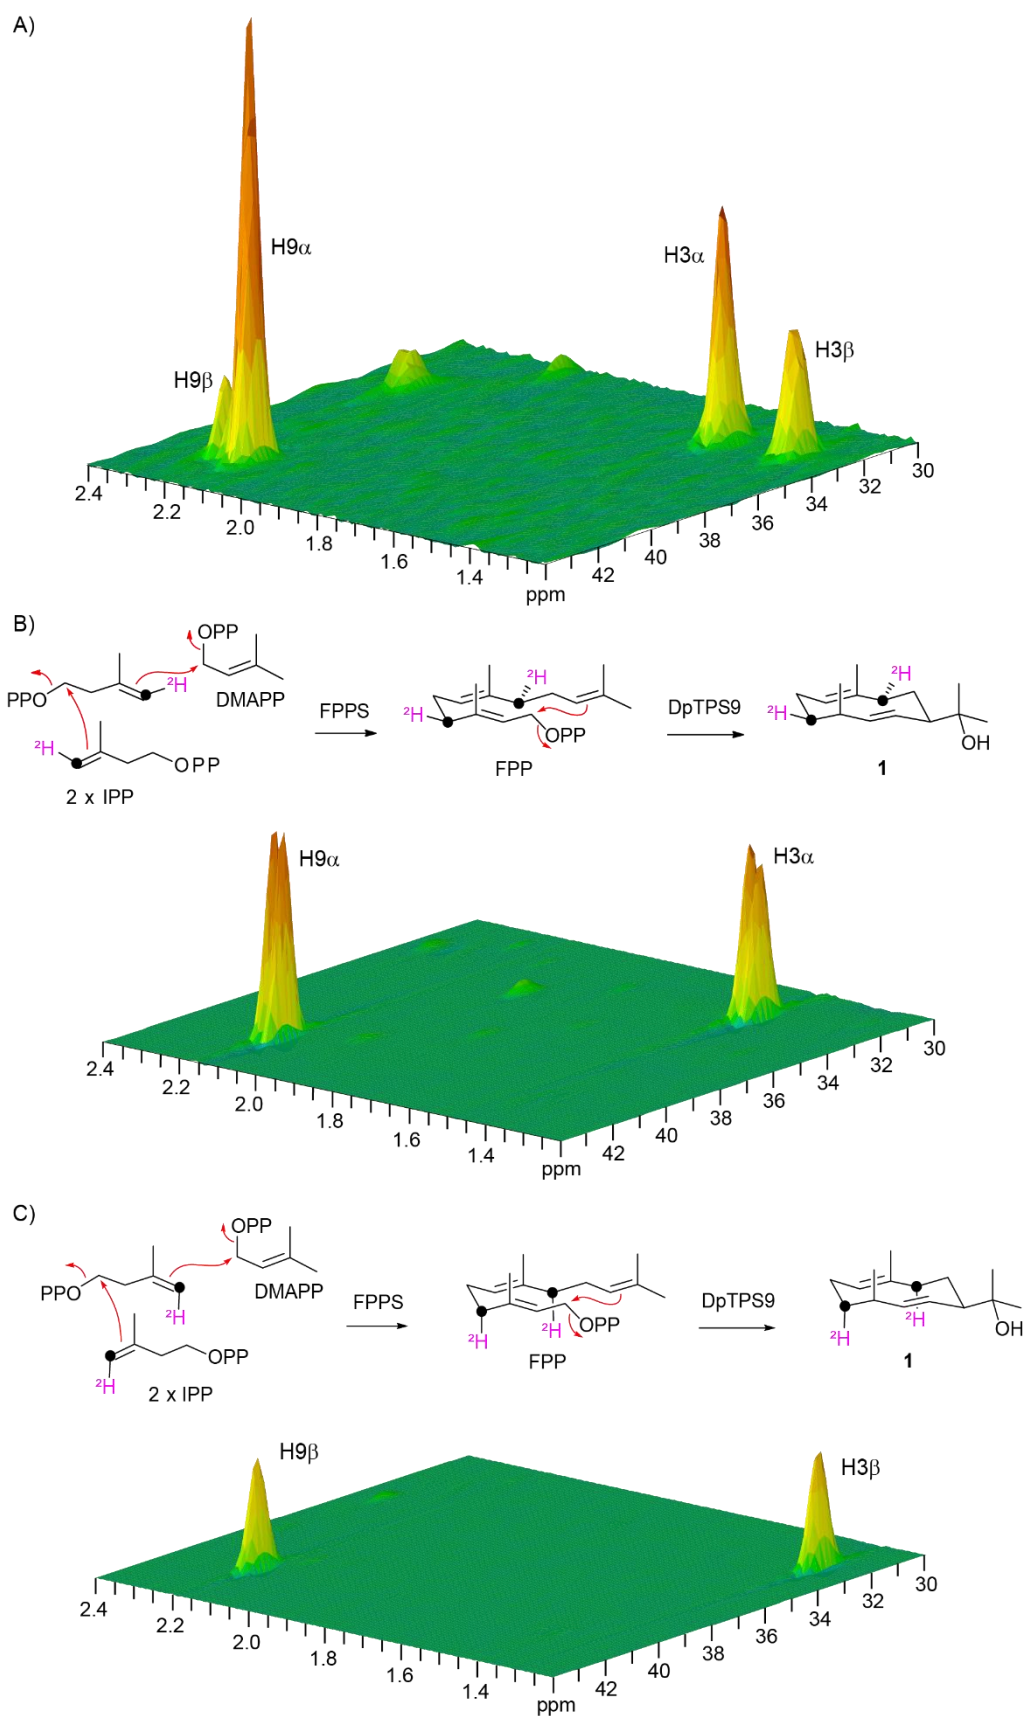 A)
H9α
H3α
H9β
H3β
2.4
2.2
2.0
1.8
1.6
1.4
ppm
42
40
38
36
34
32
30
B)
OPP
²H
PPO
DMAPP
²H
OPP
2 x IPP
FPPS
²H
²H
OPP
FPP
DpTPS9
²H
²H
OH
1
H9α
H3α
2.4
2.2
2.0
1.8
1.6
1.4
ppm
42
40
38
36
34
32
30
C)
OPP
PPO
²H
DMAPP
OPP
²H
2 x IPP
FPPS
²H
²H
OPP
FPP
DpTPS9
²H
²H
OH
1
H9β
H3β
2.4
2.2
2.0
1.8
1.6
1.4
ppm
42
40
38
36
34
32
30